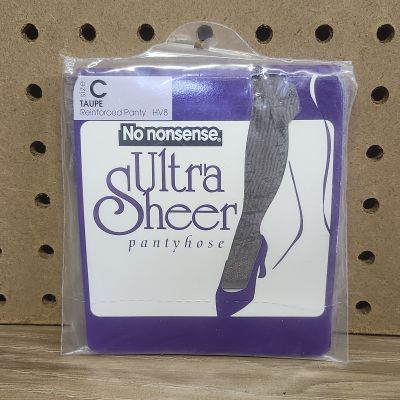 size C
TAUPE
Reinforced Panty HV8
No nonsense
Ultra
Sheer
pantyhose